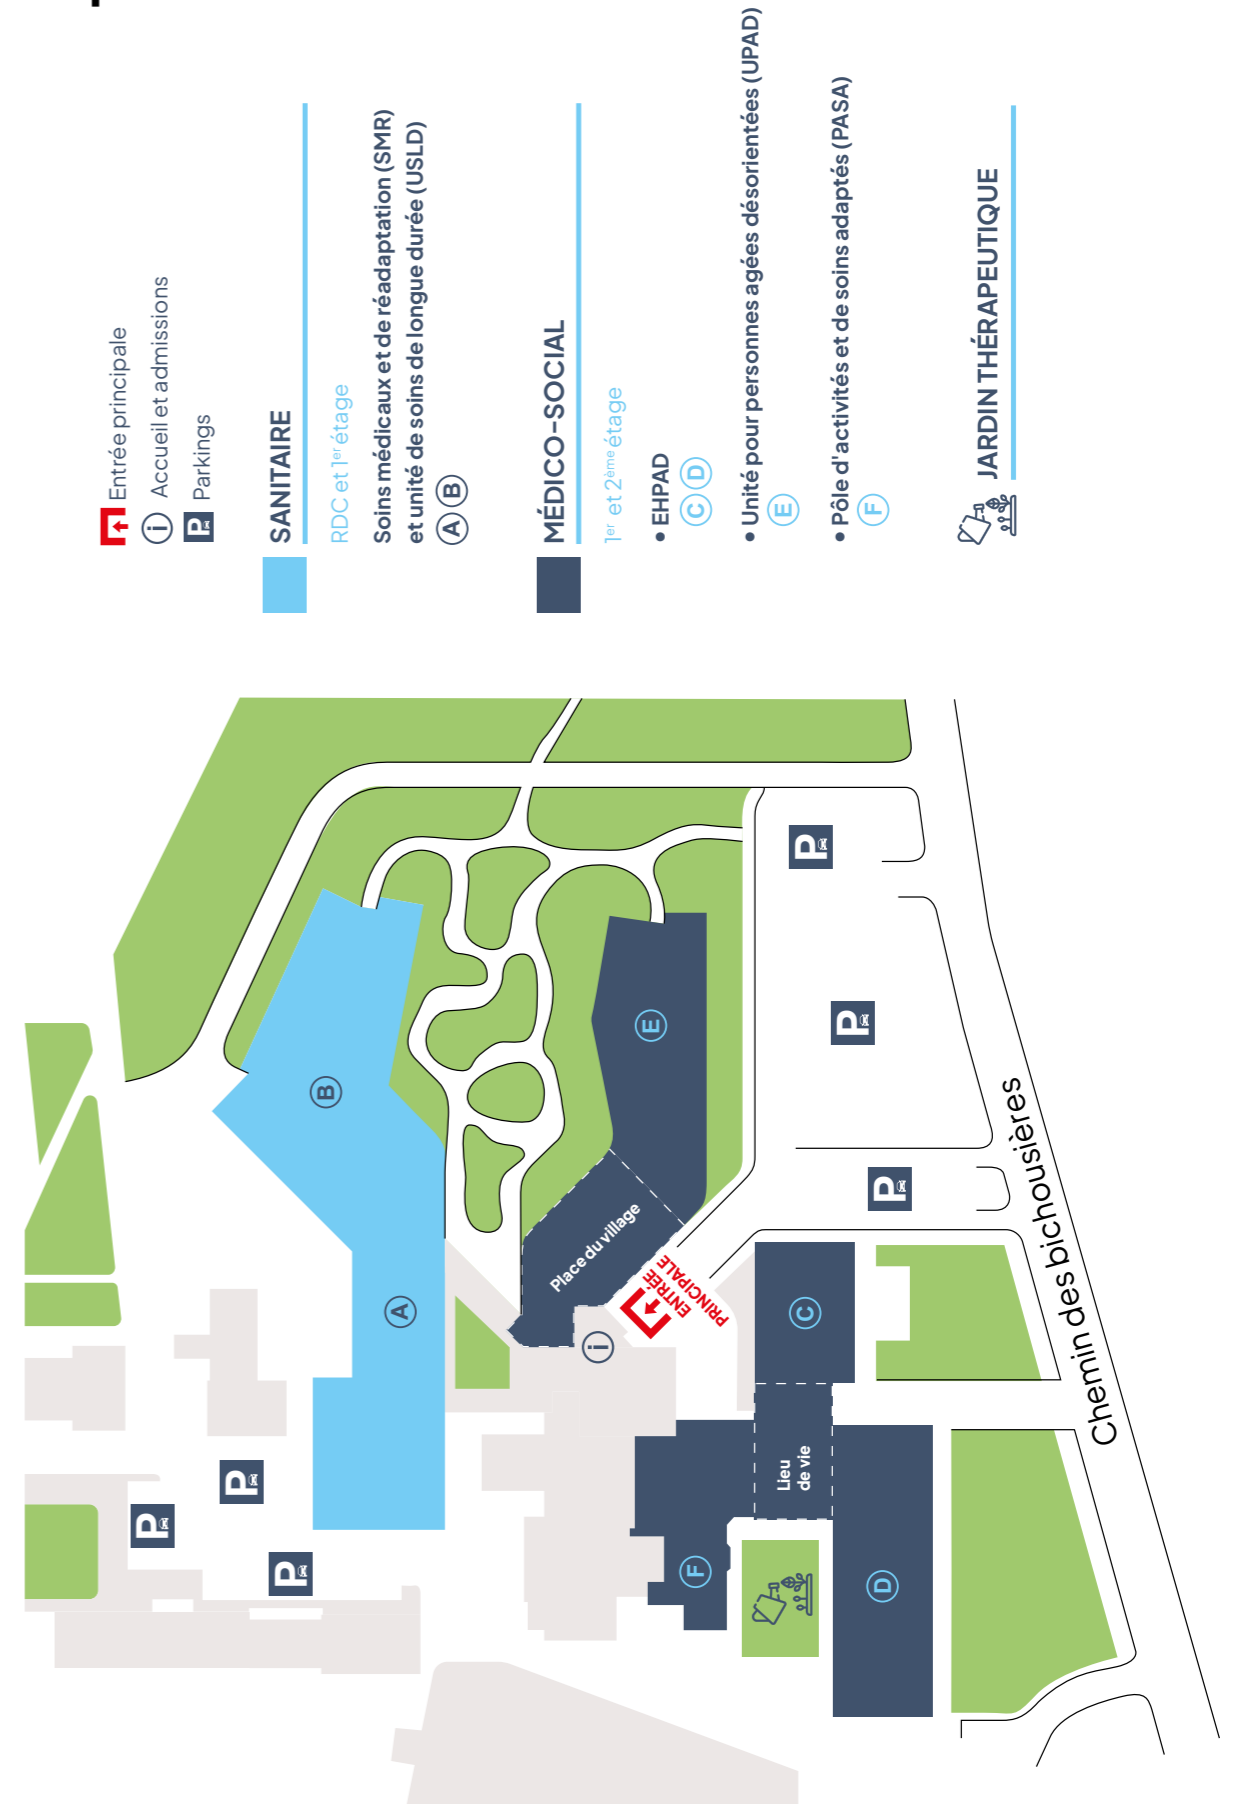 Entrée principale
i Accueil et admissions
P Parkings
SANITAIRE
RDC et 1er étage
Soins médicaux et de réadaptation (SMR)
et unité de soins de longue durée (USLD)
A B
MÉDICO-SOCIAL
1er et 2ème étage
• EHPAD
C D
• Unité pour personnes agées désorientées (UPAD)
E
• Pôle d'activités et de soins adaptés (PASA)
F
JARDIN THÉRAPEUTIQUE
B
A
E
Place du village
ENTRÉE
PRINCIPALE
i
C
Lieu
de vie
F
D
P
P
P
P
P
P
Chemin des bichousières